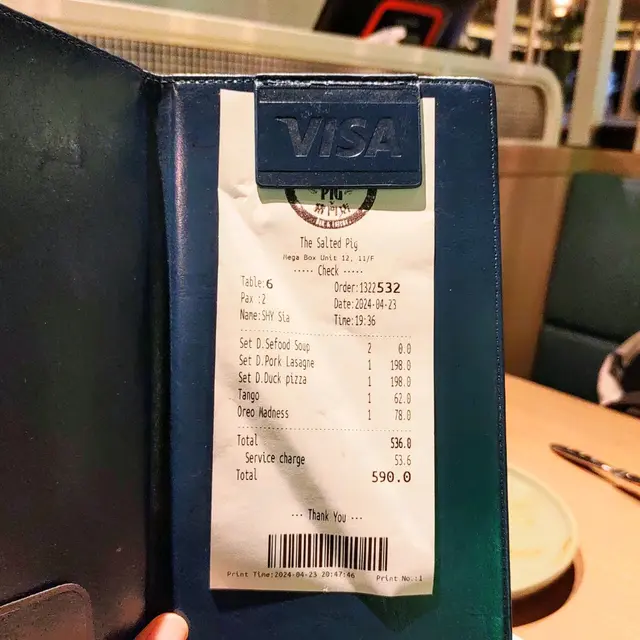 VISA
PIG
The Salted Pig
Mega Box Unit 12, 11/F
----- Check -----
Table:6 Order:1322532
Pax :2 Date:2024-04-23
Name:SHY Sia Time:19:36
Set D.Sefood Soup 2 0.0
Set D.Pork Lasagne 1 198.0
Set D.Duck pizza 1 198.0
Tango 1 62.0
Oreo Madness 1 78.0
Total 536.0
Service charge 53.6
Total 590.0
--- Thank You ---
Print Time:2024-04-23 20:47:46 Print No.:1